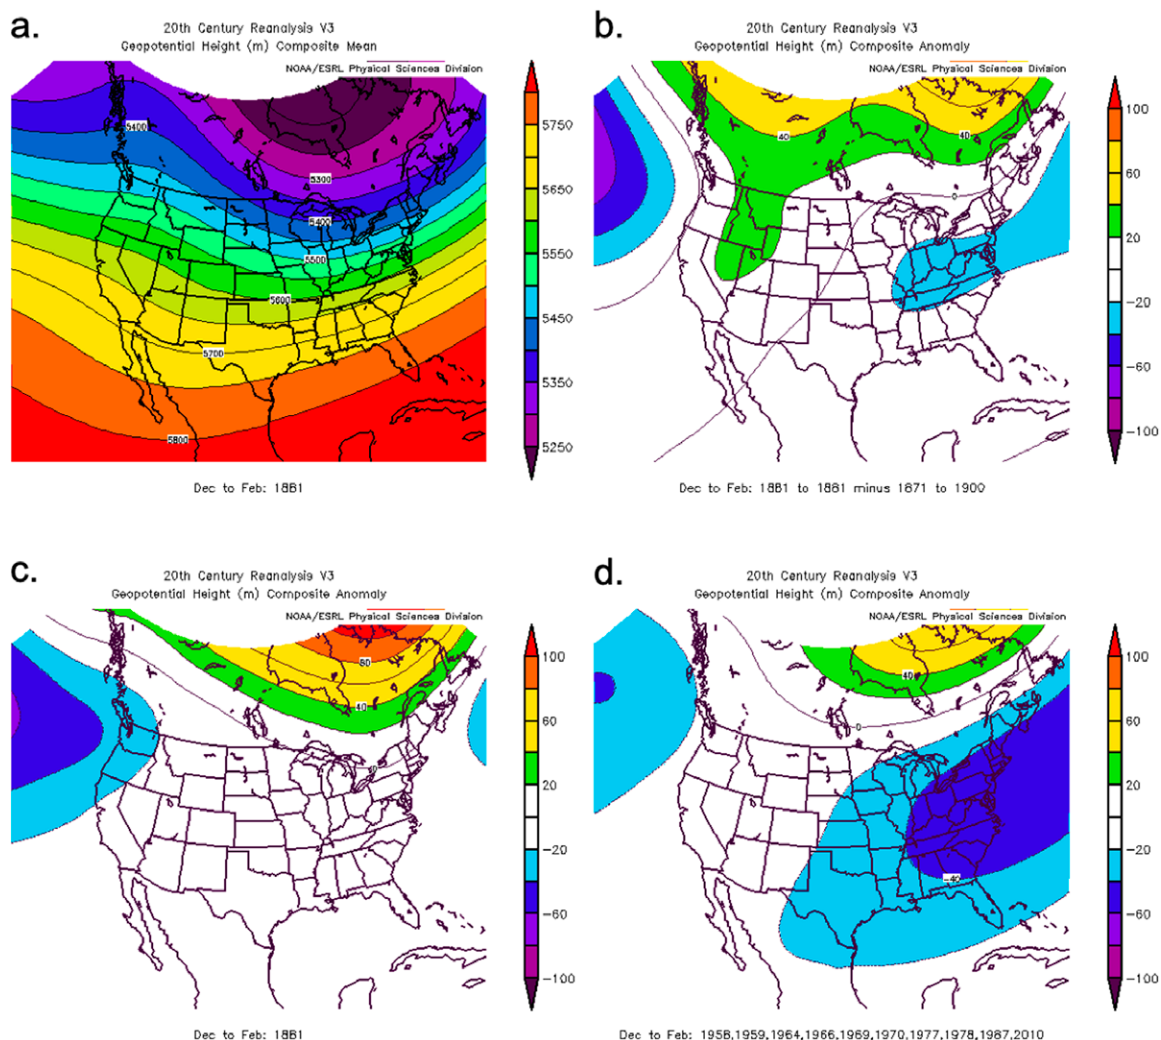 a.
20th Century Reanalysis V3
Geopotential Height (m) Composite Mean
NOAA/ESRL Physical Sciences Division
5400
5300
5400
5500
5600
5700
5800
5750
5650
5550
5450
5350
5250
Dec to Feb: 1881
b.
20th Century Reanalysis V3
Geopotential Height (m) Composite Anomaly
NOAA/ESRL Physical Sciences Division
40
40
0
100
60
20
-20
-60
-100
Dec to Feb: 1881 to 1881 minus 1871 to 1900
c.
20th Century Reanalysis V3
Geopotential Height (m) Composite Anomaly
NOAA/ESRL Physical Sciences Division
80
40
0
100
60
20
-20
-60
-100
Dec to Feb: 1881
d.
20th Century Reanalysis V3
Geopotential Height (m) Composite Anomaly
NOAA/ESRL Physical Sciences Division
40
0
-40
100
60
20
-20
-60
-100
Dec to Feb: 1958,1959,1964,1966,1969,1970,1977,1978,1987,2010